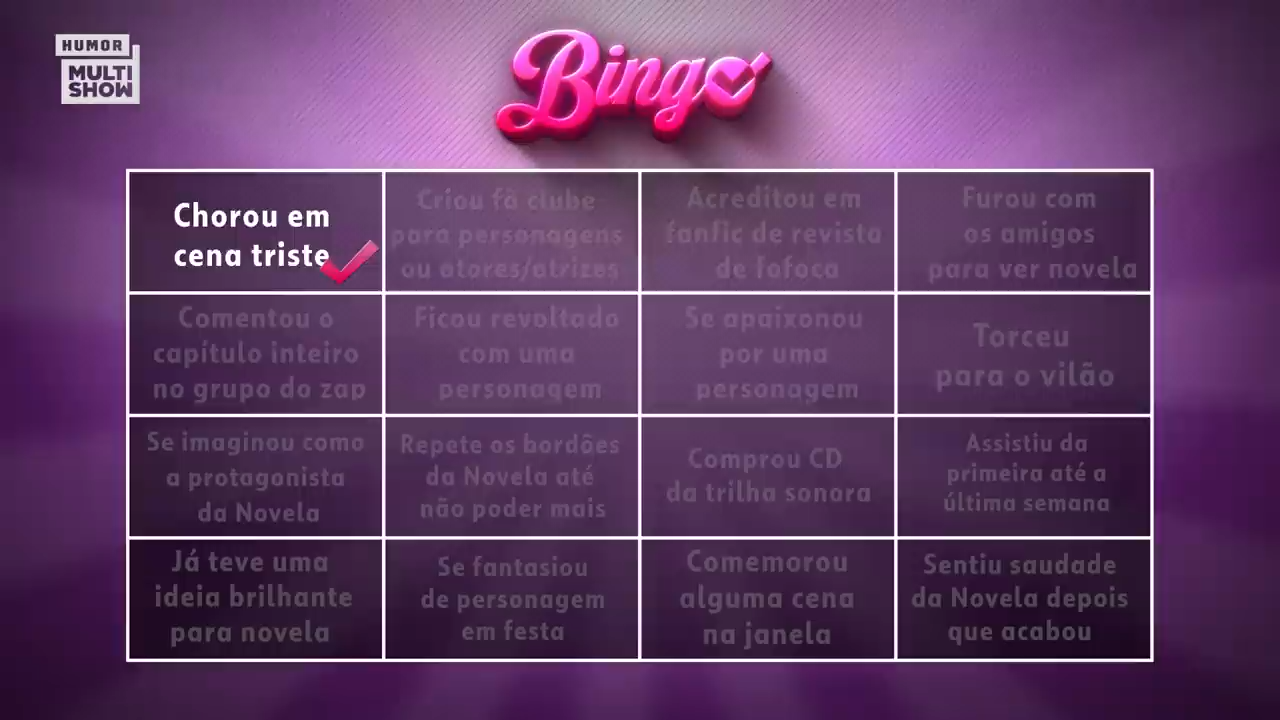 HUMOR
MULTI
SHOW
Bingo
Chorou em
cena triste
Criou fã clube
para personagens
ou atores/atrizes
Acreditou em
fanfic de revista
de fofoca
Furou com
os amigos
para ver novela
Comentou o
capítulo inteiro
no grupo do zap
Ficou revoltado
com uma
personagem
Se apaixonou
por uma
personagem
Torceu
para o vilão
Se imaginou como
a protagonista
da Novela
Repete os bordões
da Novela até
não poder mais
Comprou CD
da trilha sonora
Assistiu da
primeira até a
última semana
Já teve uma
ideia brilhante
para novela
Se fantasiou
de personagem
em festa
Comemorou
alguma cena
na janela
Sentiu saudade
da Novela depois
que acabou